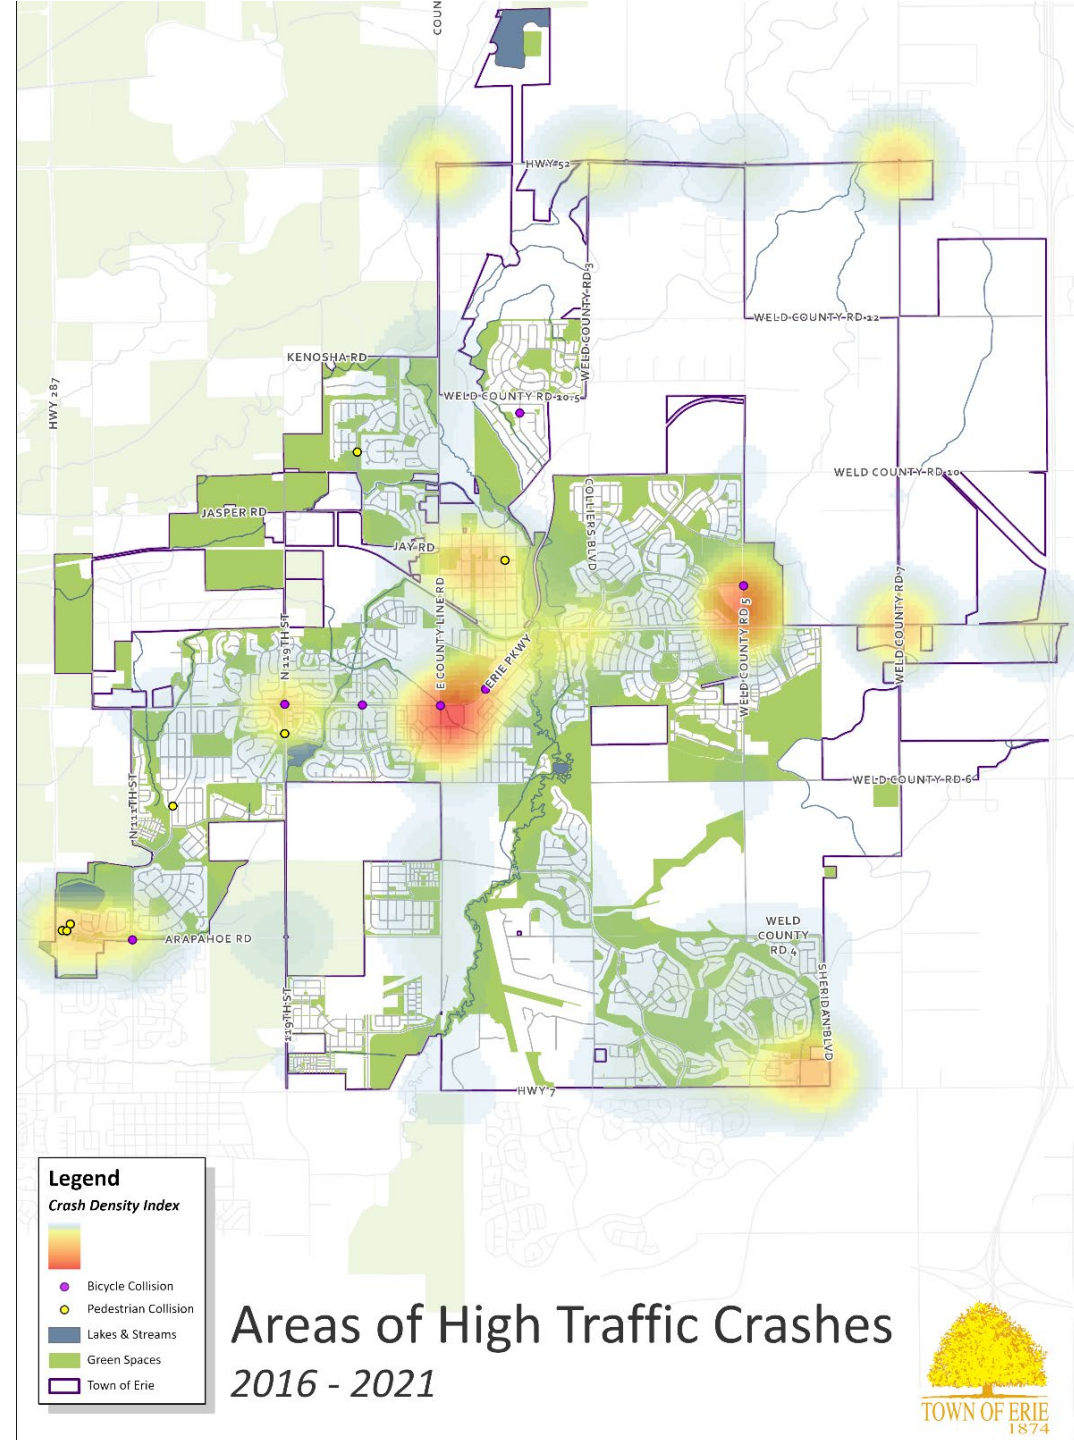 COUN
HWY 52
WELD COUNTY RD 3
WELD COUNTY RD 12
KENOSHA RD
HWY 287
WELD COUNTY RD 10.5
WELD COUNTY RD 10
COLLIERS BLVD
JASPER RD
JAY RD
E COUNTY LINE RD
WELD COUNTY RD 5
WELD COUNTY RD 7
N 119TH ST
ERIE PKWY
WELD COUNTY RD 6
N 111TH ST
ARAPAHOE RD
WELD
COUNTY
RD 4
SHERIDAN BLVD
119TH ST
HWY 7
Legend
Crash Density Index
Bicycle Collision
Pedestrian Collision
Lakes & Streams
Green Spaces
Town of Erie
Areas of High Traffic Crashes
2016 - 2021
TOWN OF ERIE
1874